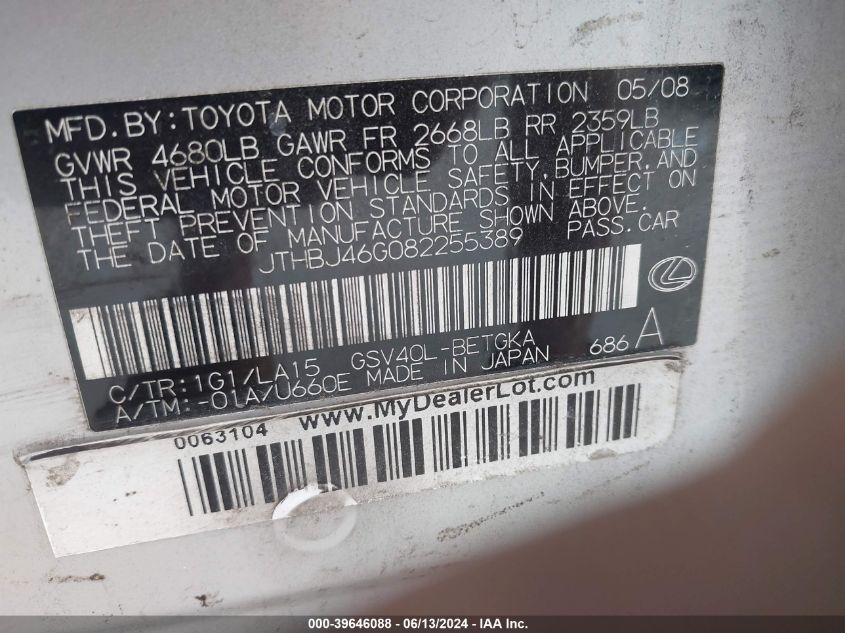 MFD. BY: TOYOTA MOTOR CORPORATION 05/08
GVWR 4680LB GAWR FR 2668LB RR 2359LB
THIS VEHICLE CONFORMS TO ALL APPLICABLE
FEDERAL MOTOR VEHICLE SAFETY, BUMPER, AND
THEFT PREVENTION STANDARDS IN EFFECT ON
THE DATE OF MANUFACTURE SHOWN ABOVE.
JTHBJ46G082255389 PASS. CAR
C/TR: 1G1/LA15 GSV40L-BETGKA 686 A
A/TM: -01A/U660E MADE IN JAPAN
www.MyDealerLot.com
0063104
000-39646088 - 06/13/2024 - IAA Inc.